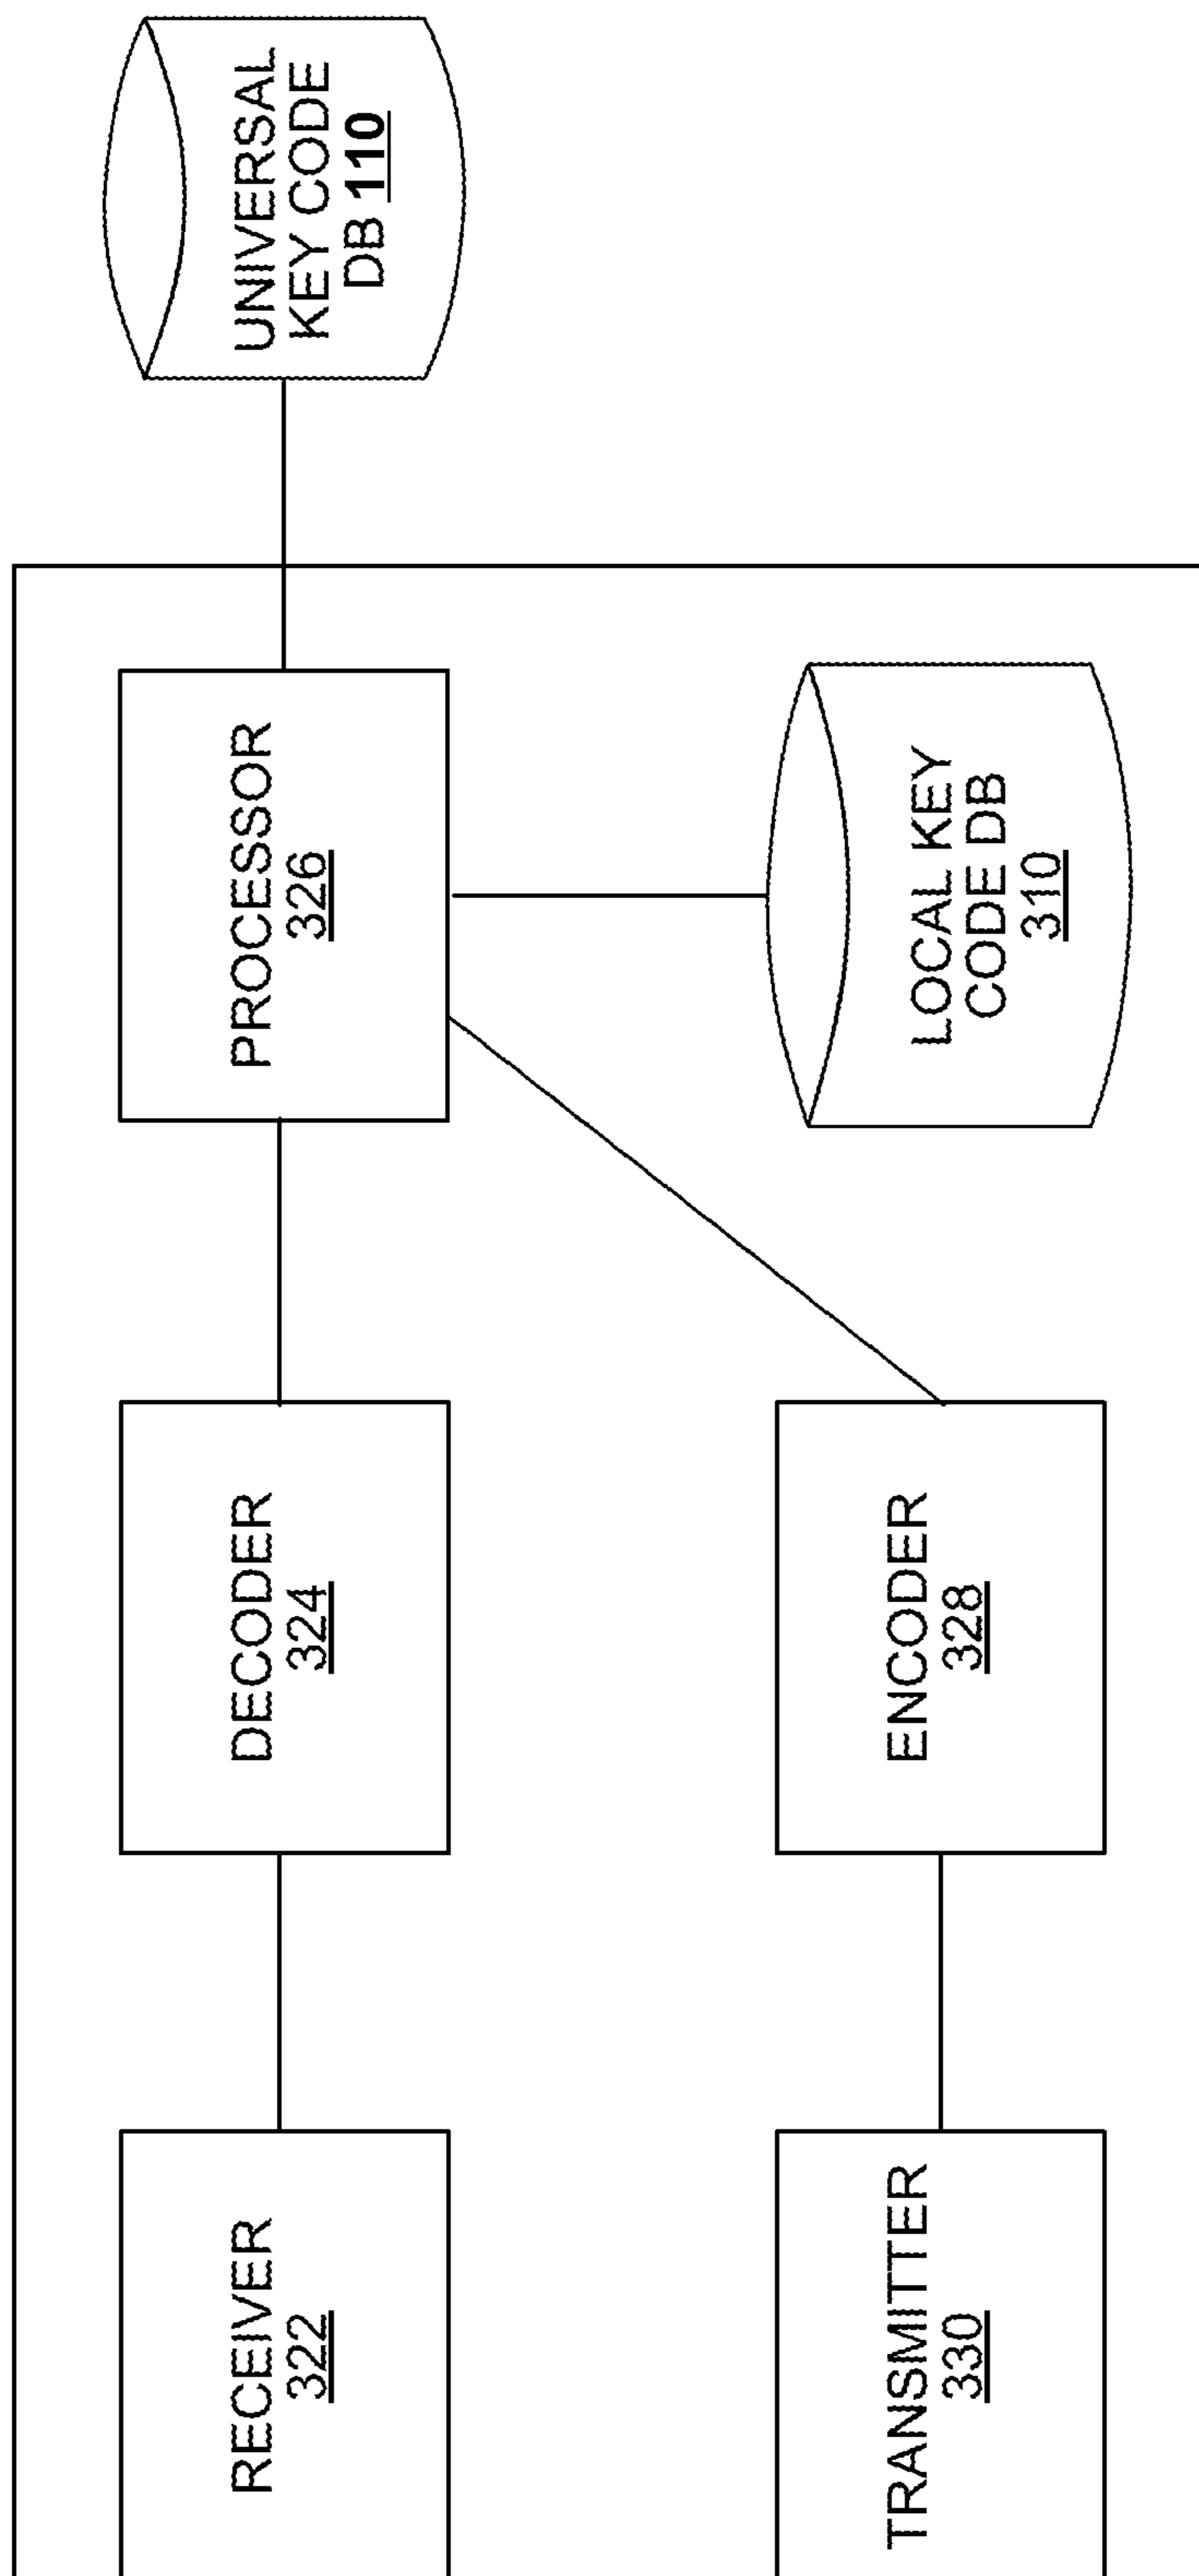 RECEIVER
322
DECODER
324
PROCESSOR
326
UNIVERSAL
KEY CODE
DB 110
TRANSMITTER
330
ENCODER
328
LOCAL KEY
CODE DB
310